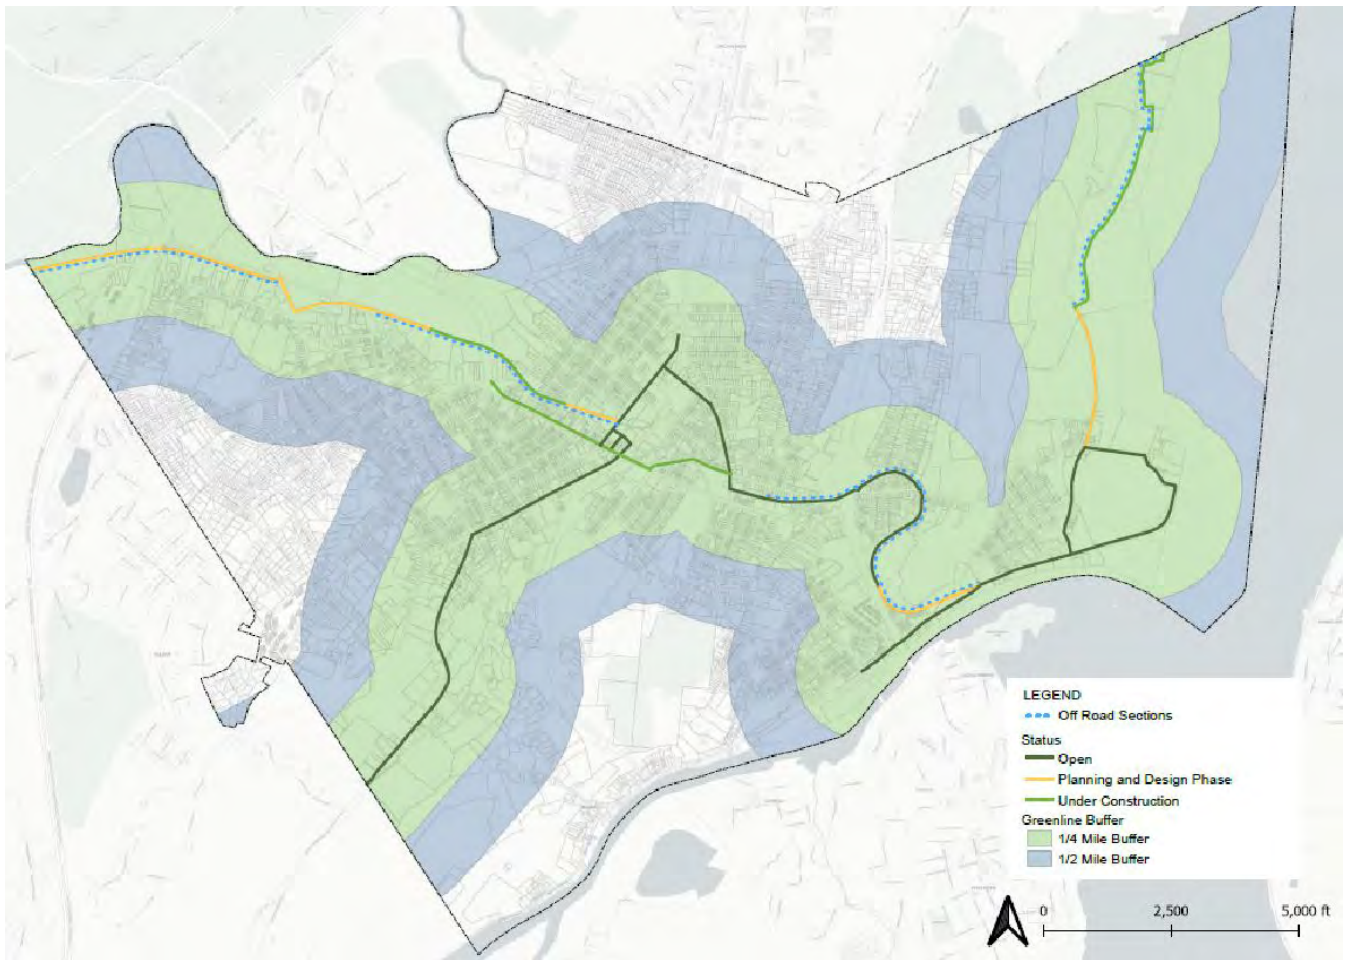 LEGEND
Off Road Sections
Status
Open
Planning and Design Phase
Under Construction
Greenline Buffer
1/4 Mile Buffer
1/2 Mile Buffer
0 2,500 5,000 ft